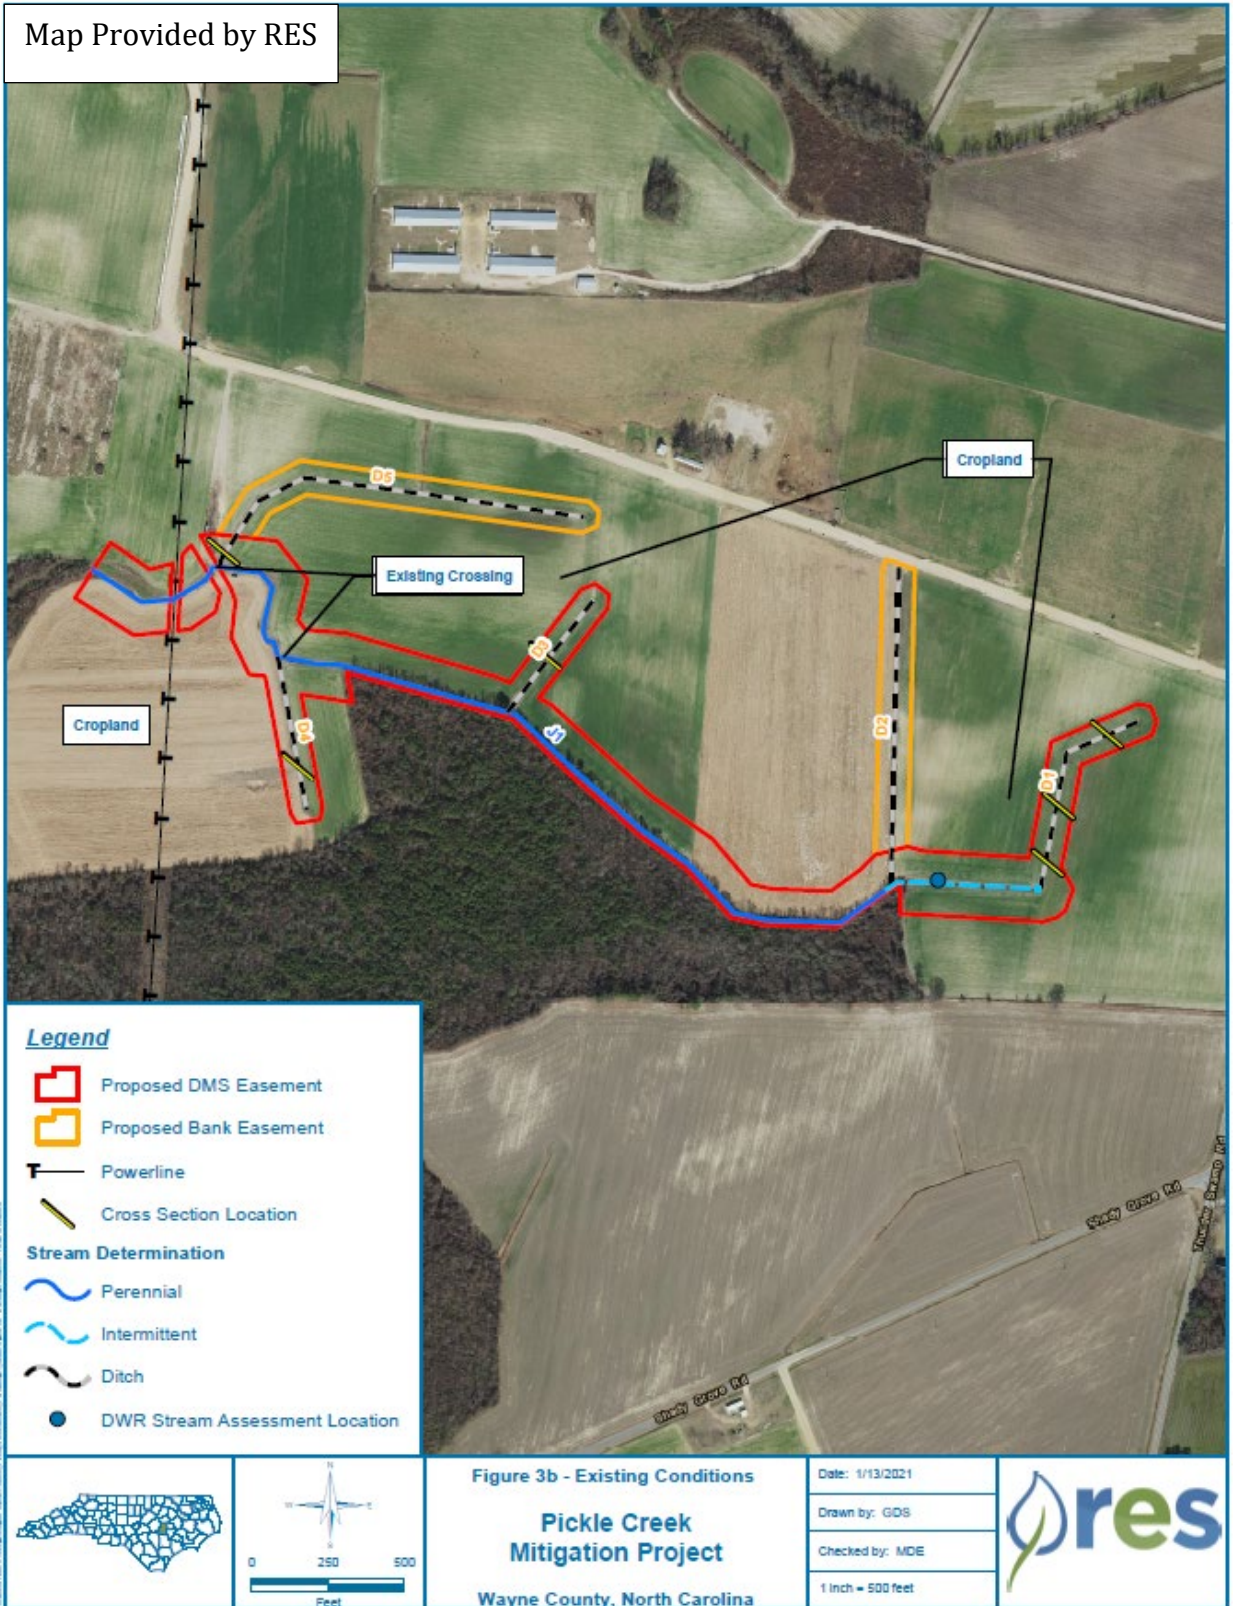 Map Provided by RES
D5
Cropland
Existing Crossing
D3
D2
Cropland
D4
J1
D1
Legend
Proposed DMS Easement
Proposed Bank Easement
Powerline
Cross Section Location
Stream Determination
Perennial
Intermittent
Ditch
DWR Stream Assessment Location
Shady Grove Rd
Thunder Swamp Rd
Shady Grove Rd
N
W
E
S
0 250 500
Feet
Figure 3b - Existing Conditions
Pickle Creek
Mitigation Project
Wayne County, North Carolina
Date: 1/13/2021
Drawn by: GDS
Checked by: MDE
1 inch = 500 feet
res